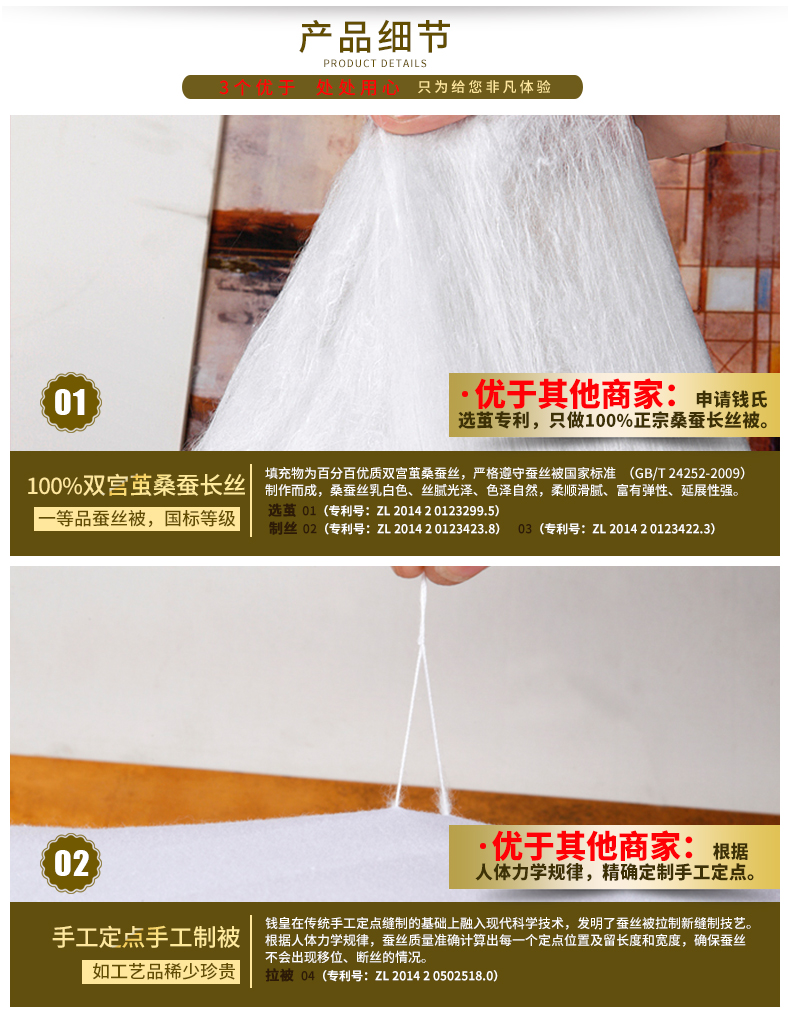 产品细节
PRODUCT DETAILS
3个优于 处处用心 只为给您非凡体验
01
·优于其他商家：申请钱氏
选茧专利，只做100%正宗桑蚕长丝被。
100%双宫茧桑蚕长丝
一等品蚕丝被，国标等级
填充物为百分百优质双宫茧桑蚕丝，严格遵守蚕丝被国家标准 （GB/T 24252-2009）
制作而成，桑蚕丝乳白色、丝腻光泽、色泽自然，柔顺滑腻、富有弹性、延展性强。
选茧 01（专利号：ZL 2014 2 0123299.5）
制丝 02（专利号：ZL 2014 2 0123423.8） 03（专利号：ZL 2014 2 0123422.3）
02
·优于其他商家：根据
人体力学规律，精确定制手工定点。
手工定点手工制被
如工艺品稀少珍贵
钱皇在传统手工定点缝制的基础上融入现代科学技术，发明了蚕丝被拉制新缝制技艺。
根据人体力学规律，蚕丝质量准确计算出每一个定点位置及留长度和宽度，确保蚕丝
不会出现移位、断丝的情况。
拉被 04（专利号：ZL 2014 2 0502518.0）